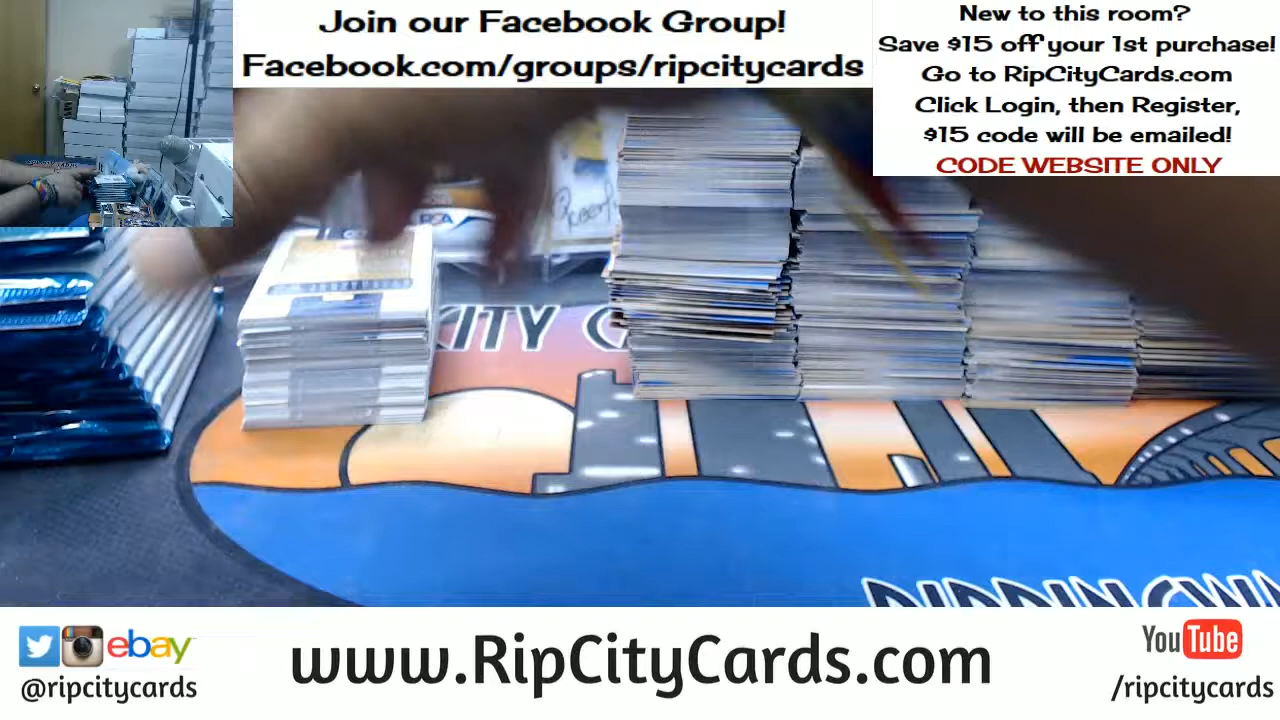 Join our Facebook Group!
Facebook.com/groups/ripcitycards
New to this room?
Save $15 off your 1st purchase!
Go to RipCityCards.com
Click Login, then Register,
$15 code will be emailed!
CODE WEBSITE ONLY
CITY C
ebay
@ripcitycards
www.RipCityCards.com
YouTube
/ripcitycards